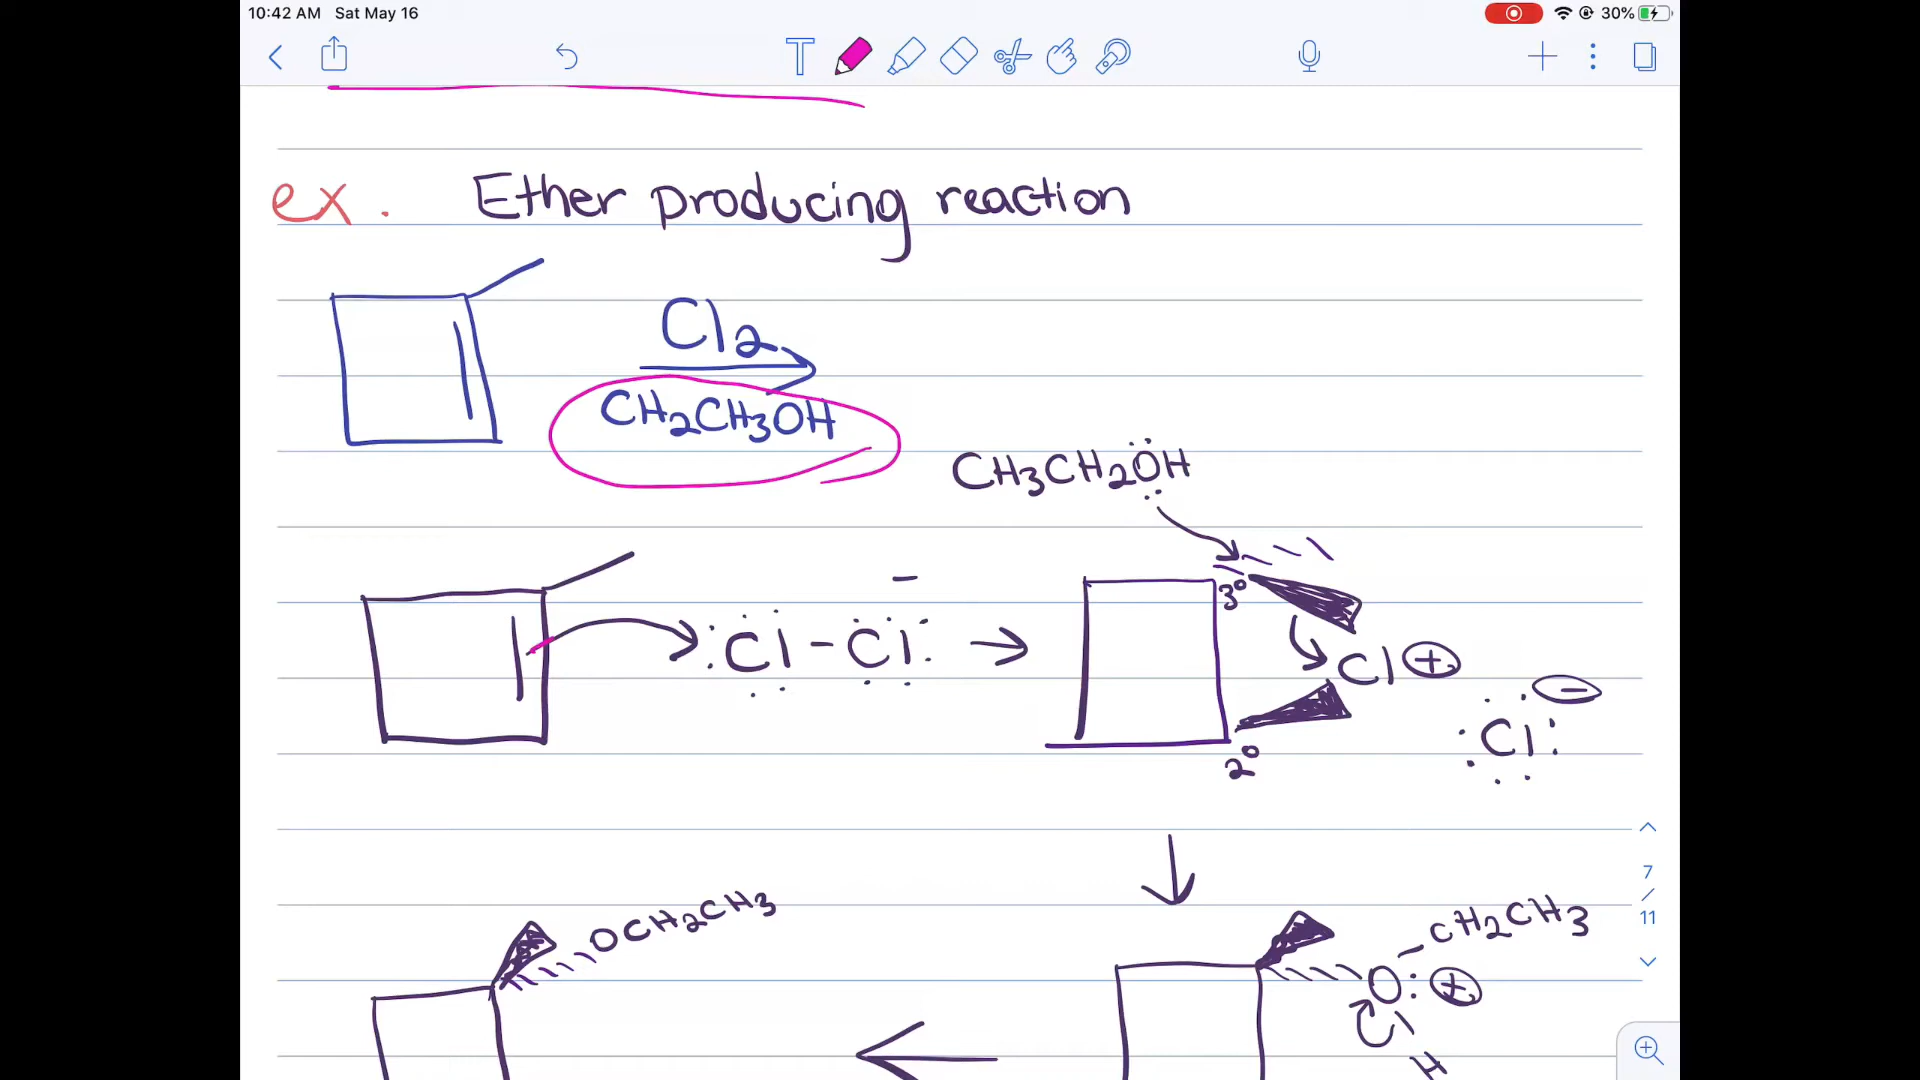 10:42 AM Sat May 16
30%
T
ex. Ether producing reaction
Cl2
CH2CH3OH
CH3CH2OH
3°
Cl - Cl
Cl +
Cl −
2°
7
/
11
OCH2CH3
CH2CH3
O +
H